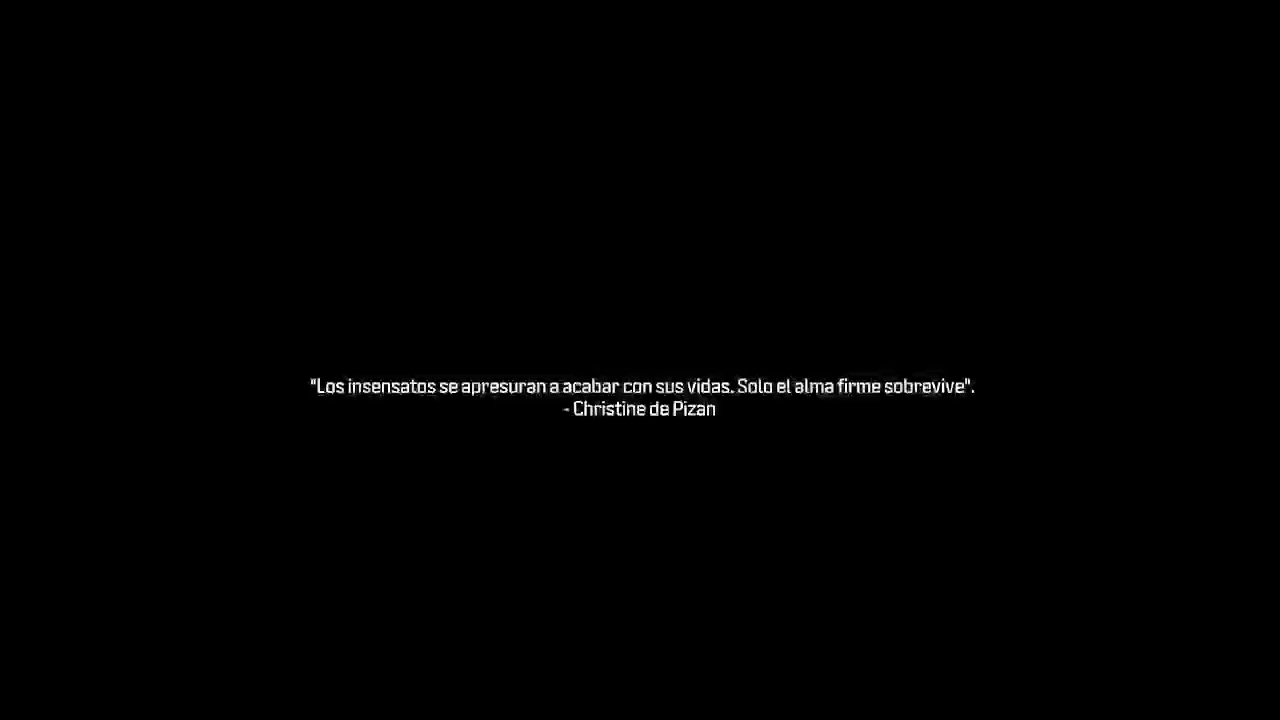 "Los insensatos se apresuran a acabar con sus vidas. Solo el alma firme sobrevive".
- Christine de Pizan